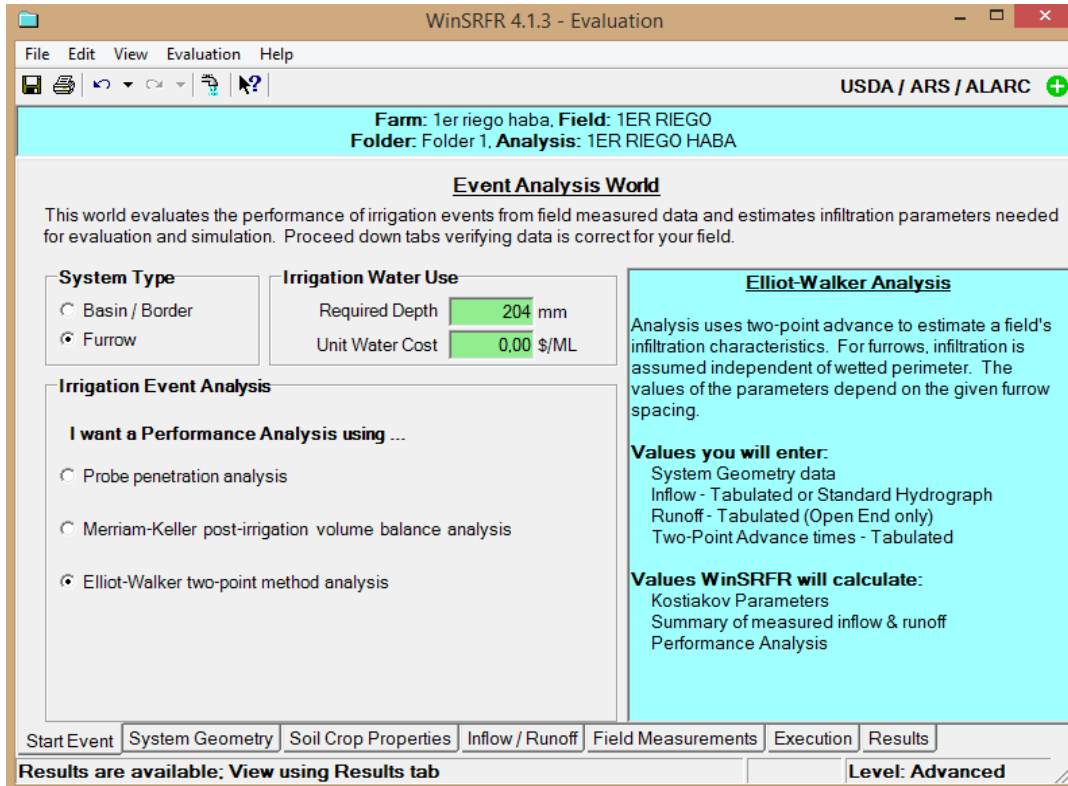 WinSRFR 4.1.3 - Evaluation
File Edit View Evaluation Help
USDA / ARS / ALARC
Farm: 1er riego haba, Field: 1ER RIEGO
Folder: Folder 1, Analysis: 1ER RIEGO HABA
Event Analysis World
This world evaluates the performance of irrigation events from field measured data and estimates infiltration parameters needed
for evaluation and simulation. Proceed down tabs verifying data is correct for your field.
System Type
Basin / Border
Furrow
Irrigation Water Use
Required Depth 204 mm
Unit Water Cost 0,00 $/ML
Irrigation Event Analysis
I want a Performance Analysis using ...
Probe penetration analysis
Merriam-Keller post-irrigation volume balance analysis
Elliot-Walker two-point method analysis
Elliot-Walker Analysis
Analysis uses two-point advance to estimate a field's
infiltration characteristics. For furrows, infiltration is
assumed independent of wetted perimeter. The
values of the parameters depend on the given furrow
spacing.
Values you will enter:
System Geometry data
Inflow - Tabulated or Standard Hydrograph
Runoff - Tabulated (Open End only)
Two-Point Advance times - Tabulated
Values WinSRFR will calculate:
Kostiakov Parameters
Summary of measured inflow & runoff
Performance Analysis
Start Event System Geometry Soil Crop Properties Inflow / Runoff Field Measurements Execution Results
Results are available; View using Results tab Level: Advanced